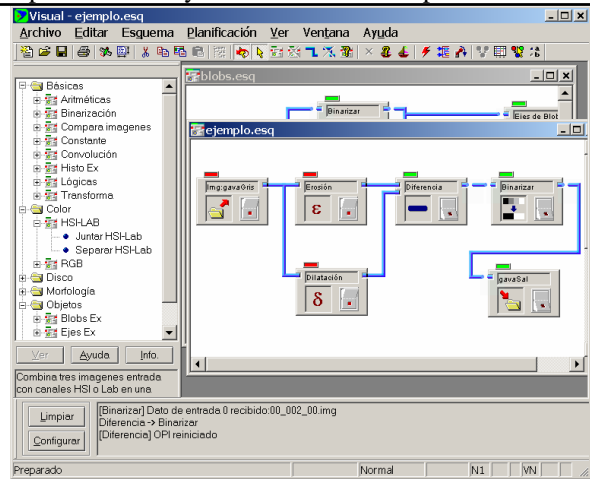 Visual - ejemplo.esq
Archivo Editar Esquema Planificación Ver Ventana Ayuda
blobs.esq
Binarizar
Ejes de Blot
ejemplo.esq
Img:gavaGris
Erosión
Diferencia
Binarizar
ε
Dilatación
δ
gavaSal
Básicas
Aritméticas
Binarización
Compara imagenes
Constante
Convolución
Histo Ex
Lógicas
Transforma
Color
HSI-LAB
Juntar HSI-Lab
Separar HSI-Lab
RGB
Disco
Morfología
Objetos
Blobs Ex
Ejes Ex
Ver Ayuda Info.
Combina tres imagenes entrada
con canales HSI o Lab en una
Limpiar
Configurar
[Binarizar] Dato de entrada 0 recibido:00_002_00.img
Diferencia -> Binarizar
[Diferencia] OPI reiniciado
Preparado Normal N1 VN